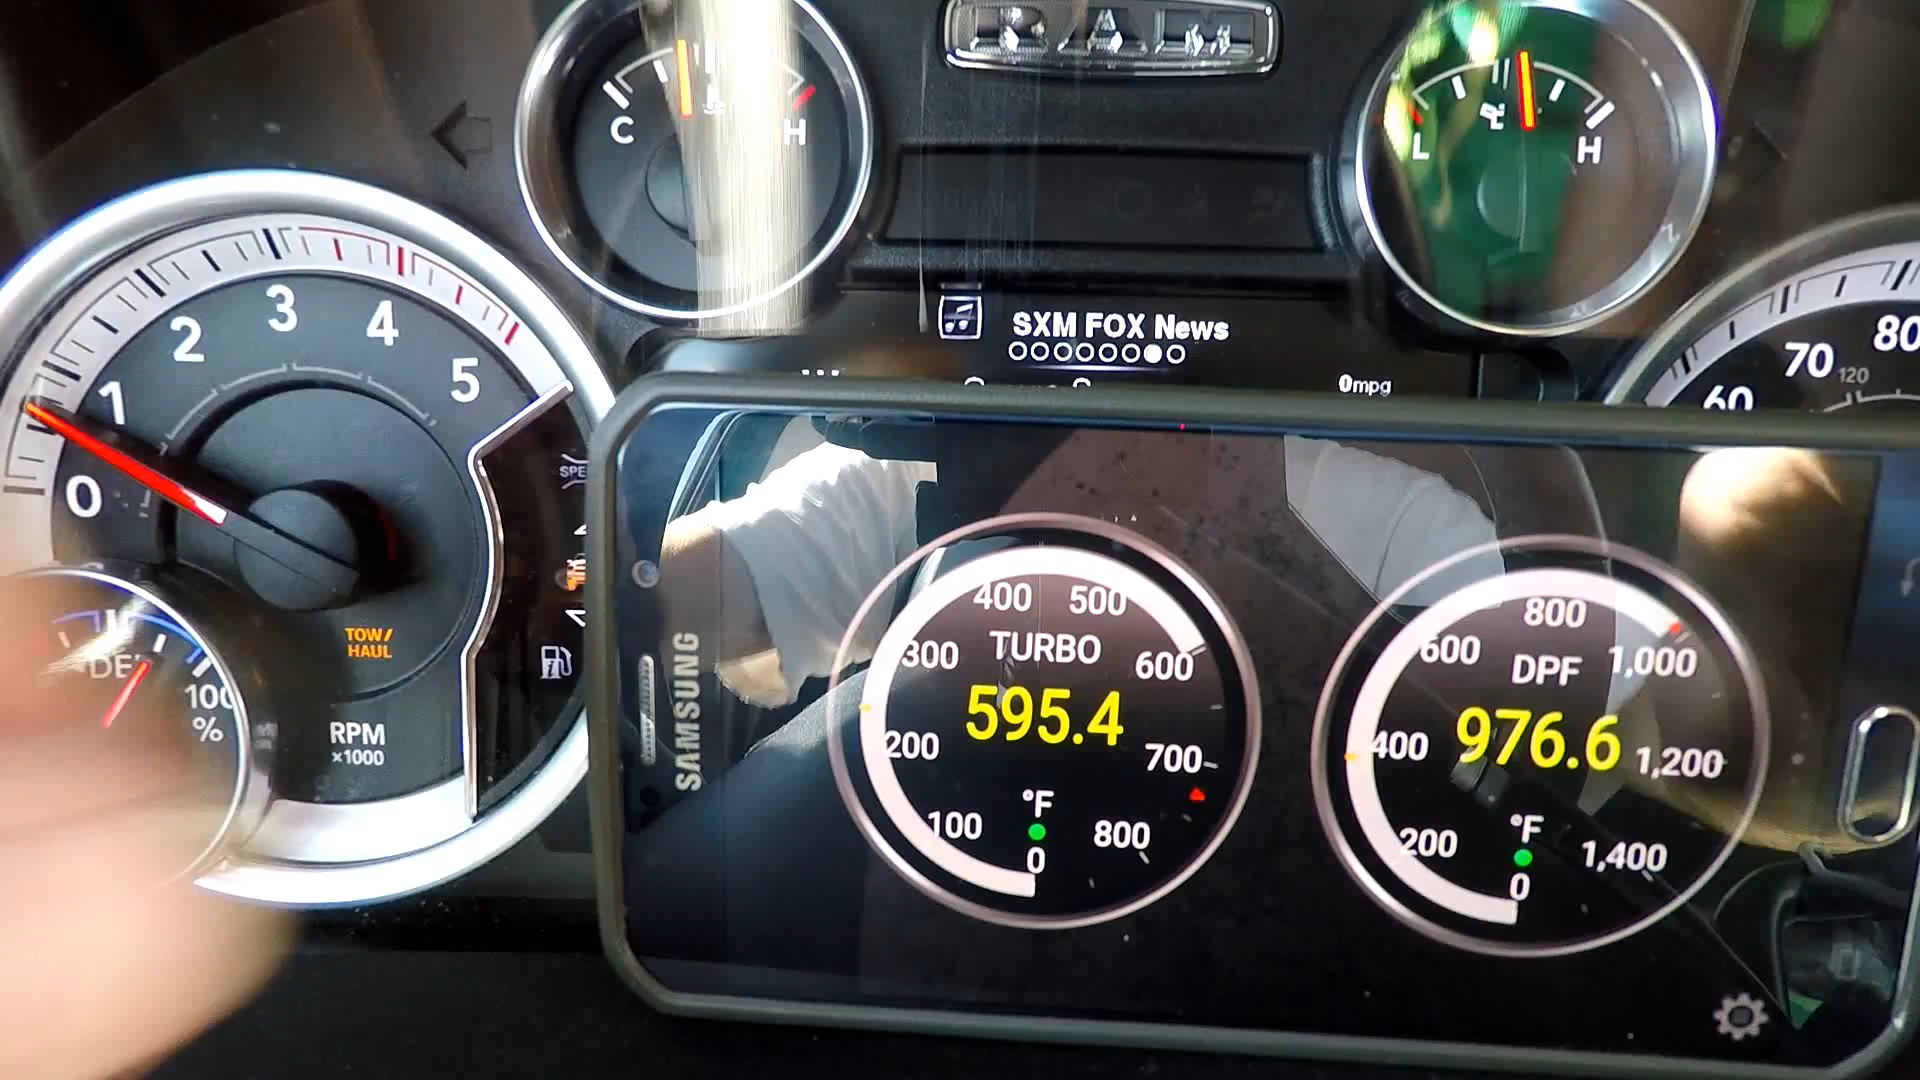 RAM
C H
L H
SXM FOX News
0mpg
0 1 2 3 4 5
TOW/
HAUL
RPM
×1000
100
%
60 70 80
120
SAMSUNG
400 500
300 TURBO 600
595.4
200 700
°F
100 800
0
800
600 DPF 1,000
976.6
400 1,200
°F
200 1,400
0